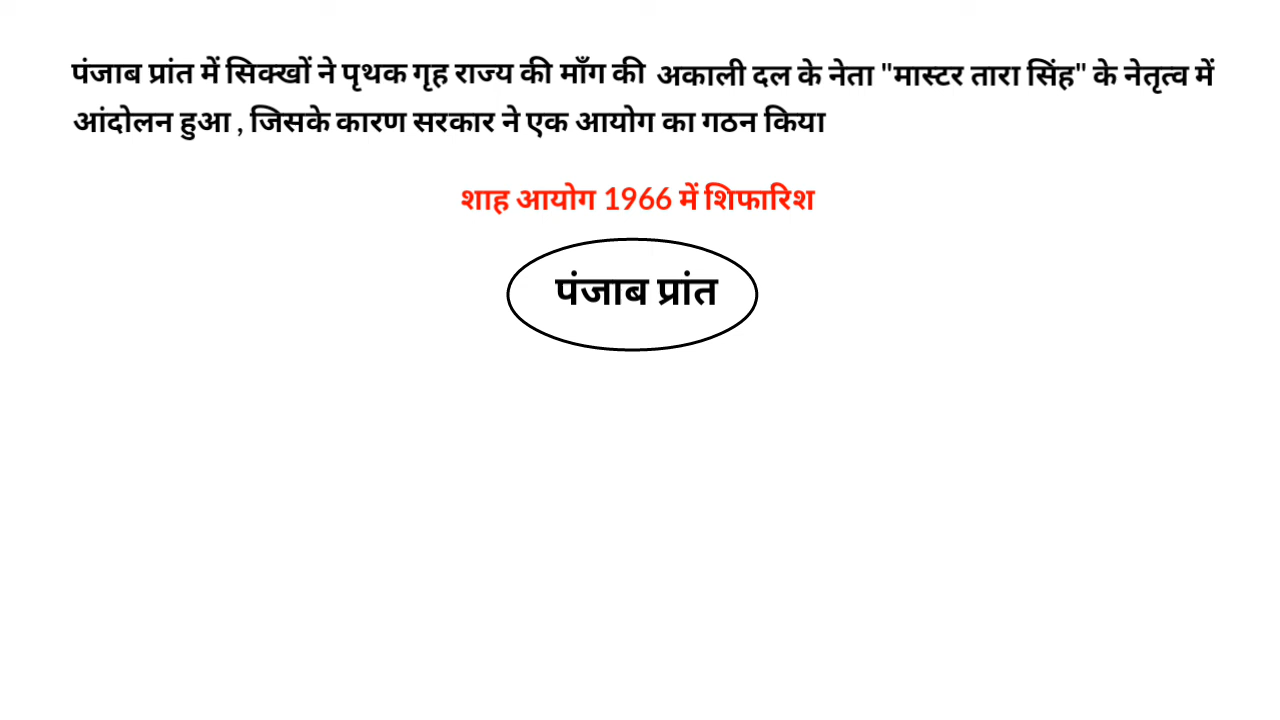 पंजाब प्रांत में सिक्खों ने पृथक गृह राज्य की माँग की अकाली दल के नेता "मास्टर तारा सिंह" के नेतृत्व में
आंदोलन हुआ , जिसके कारण सरकार ने एक आयोग का गठन किया
शाह आयोग 1966 में शिफारिश
पंजाब प्रांत